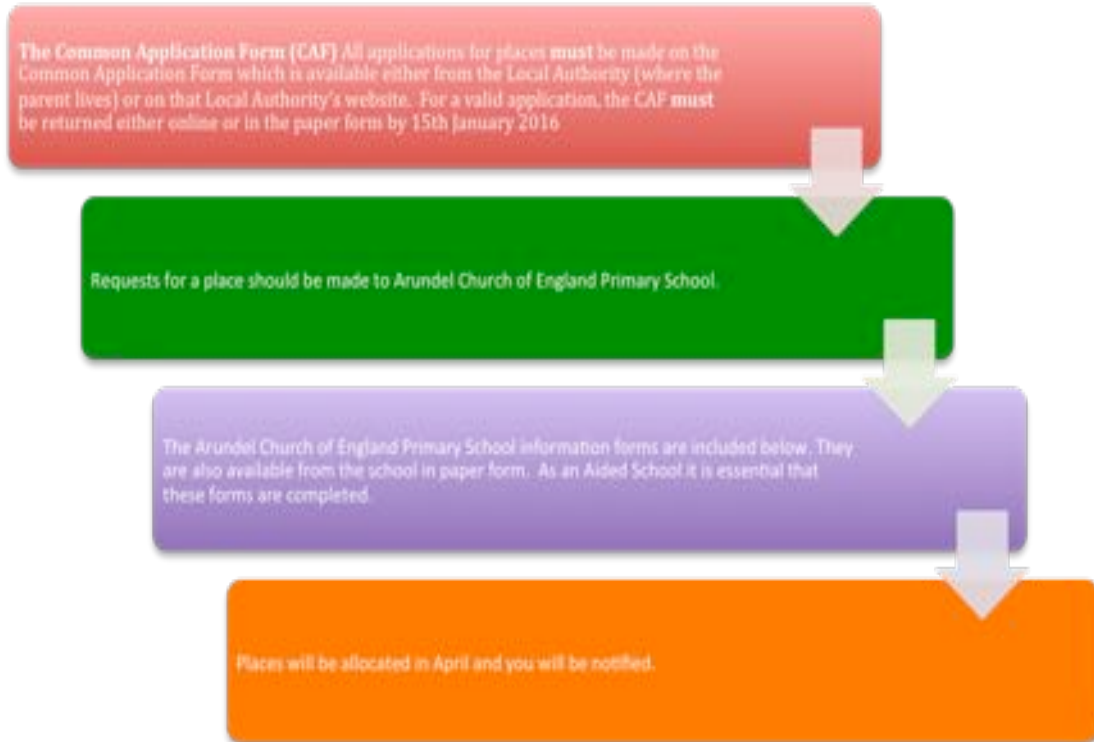 The Common Application Form (CAF) All applications for places must be made on the
Common Application Form which is available either from the Local Authority (where the
parent lives) or on that Local Authority's website.  For a valid application, the CAF must
be returned either online or in the paper form by 15th January 2016
Requests for a place should be made to Arundel Church of England Primary School.
The Arundel Church of England Primary School information forms are included below. They
are also available from the school in paper form.  As an Aided School it is essential that
these forms are completed.
Places will be allocated in April and you will be notified.